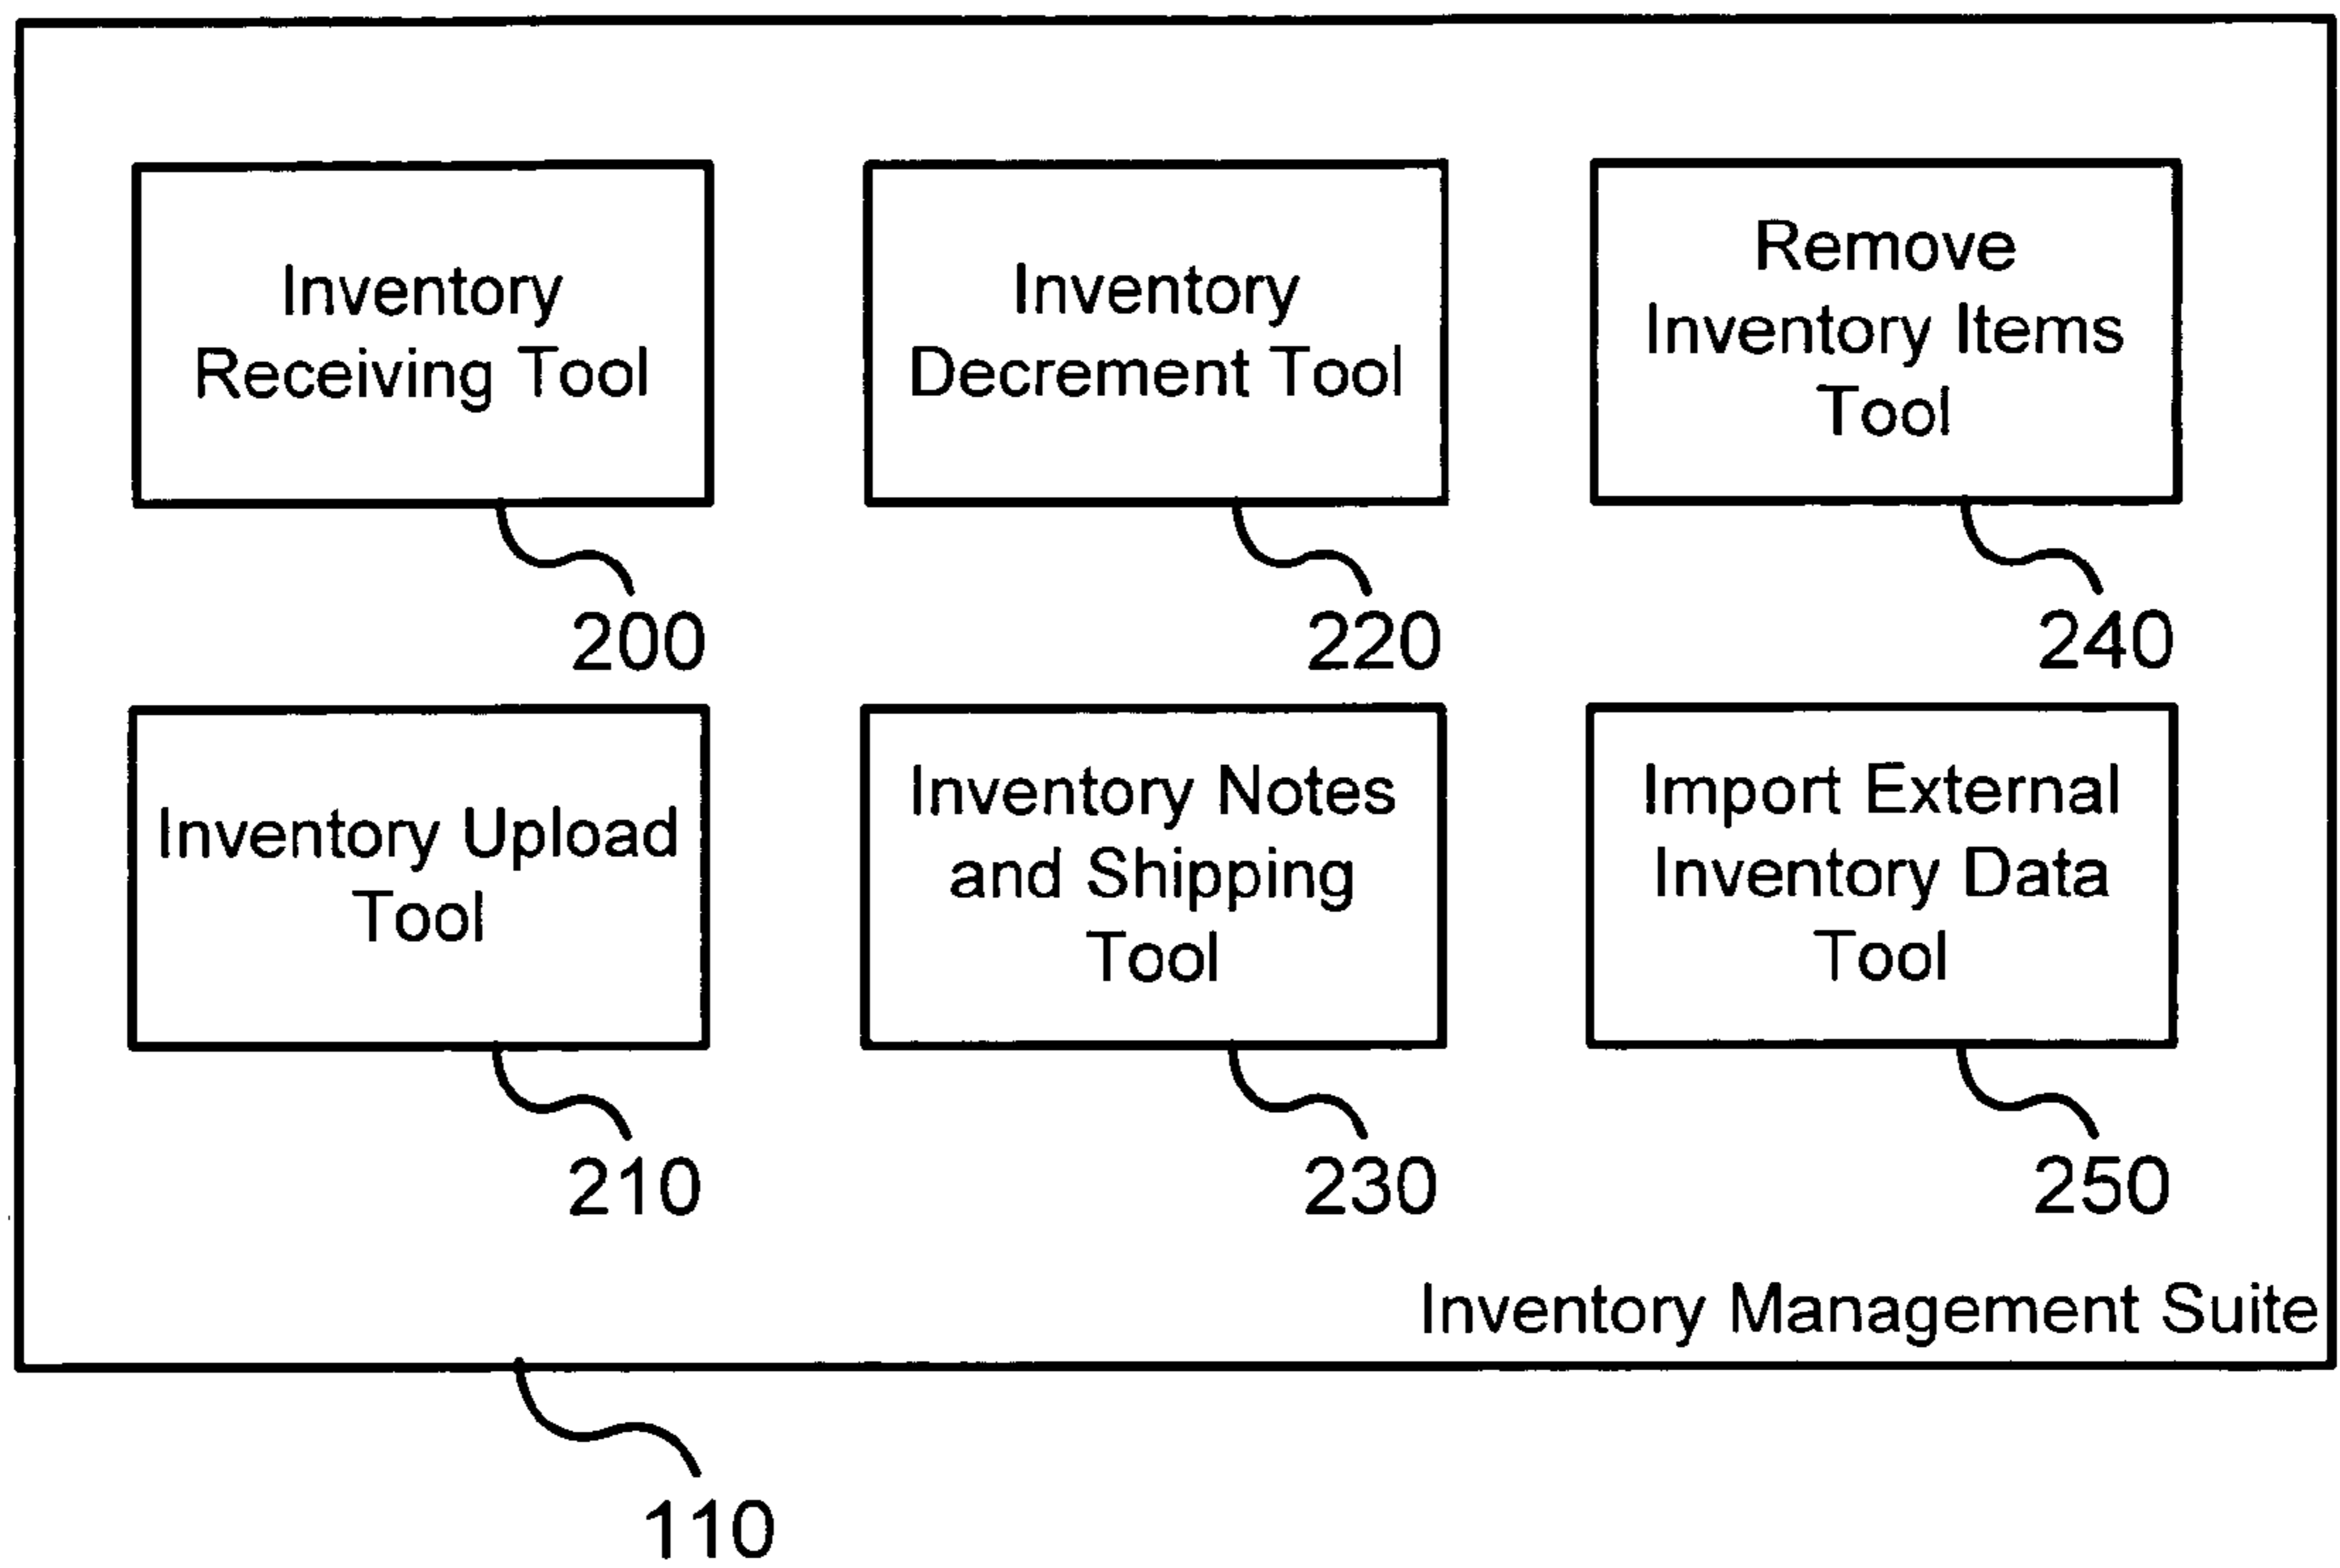 Inventory
Receiving Tool
200
Inventory
Decrement Tool
220
Remove
Inventory Items
Tool
240
Inventory Upload
Tool
210
Inventory Notes
and Shipping
Tool
230
Import External
Inventory Data
Tool
250
Inventory Management Suite
110